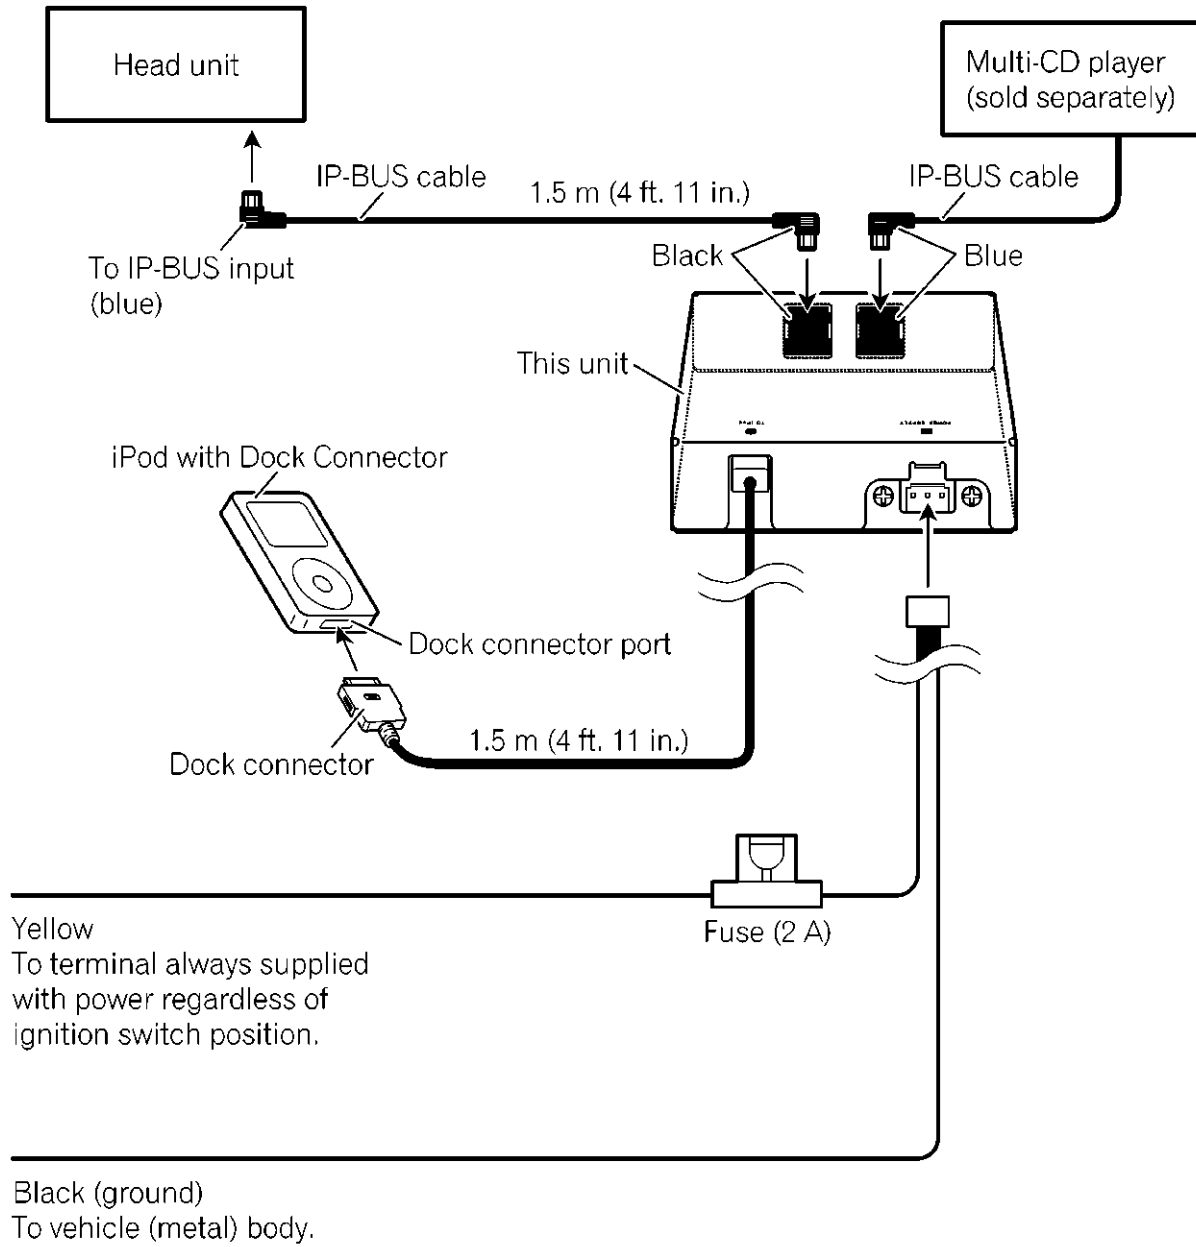 Head unit
Multi-CD player
(sold separately)
IP-BUS cable
1.5 m (4 ft. 11 in.)
IP-BUS cable
To IP-BUS input
(blue)
Black
Blue
This unit
iPod with Dock Connector
Dock connector port
Dock connector
1.5 m (4 ft. 11 in.)
Fuse (2 A)
Yellow
To terminal always supplied
with power regardless of
ignition switch position.
Black (ground)
To vehicle (metal) body.